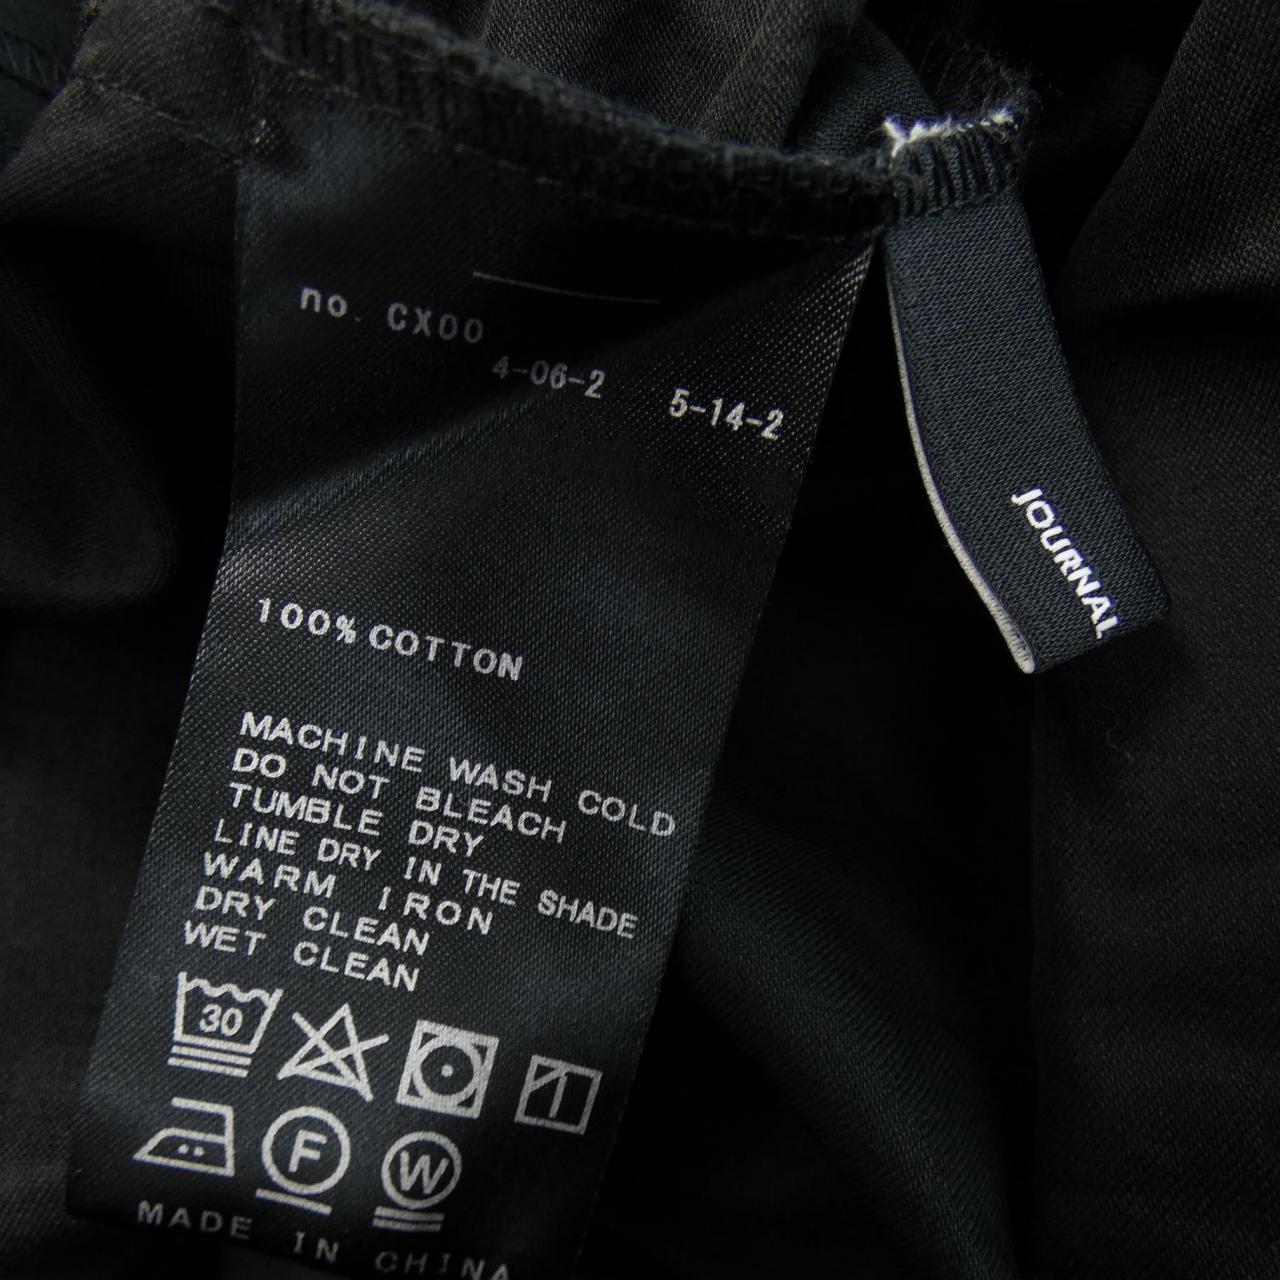 no. CX00
4-06-2 5-14-2
JOURNAL
100% COTTON
MACHINE WASH COLD
DO NOT BLEACH
TUMBLE DRY
LINE DRY IN THE SHADE
WARM IRON
DRY CLEAN
WET CLEAN
30
F
W
MADE IN CHINA